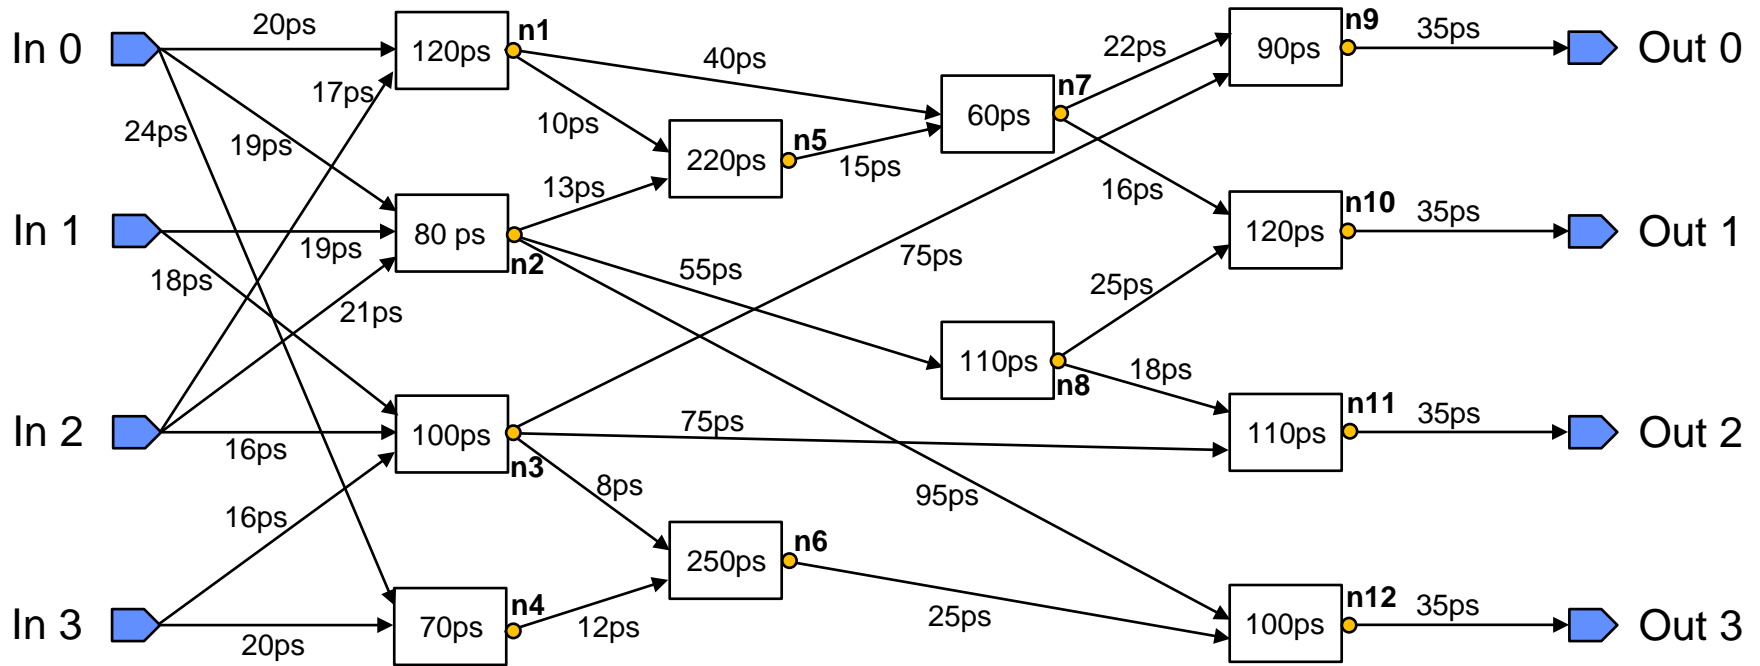 20ps
n1
n9
In 0
120ps
40ps
22ps
90ps
35ps
Out 0
17ps
n7
24ps
10ps
60ps
19ps
n5
220ps
15ps
13ps
16ps
n10
In 1
80 ps
19ps
120ps
35ps
Out 1
n2
55ps
75ps
18ps
25ps
21ps
110ps
18ps
n8
n11
In 2
100ps
75ps
110ps
35ps
Out 2
16ps
n3
8ps
95ps
16ps
250ps
n6
n4
n12
In 3
70ps
12ps
25ps
100ps
35ps
Out 3
20ps